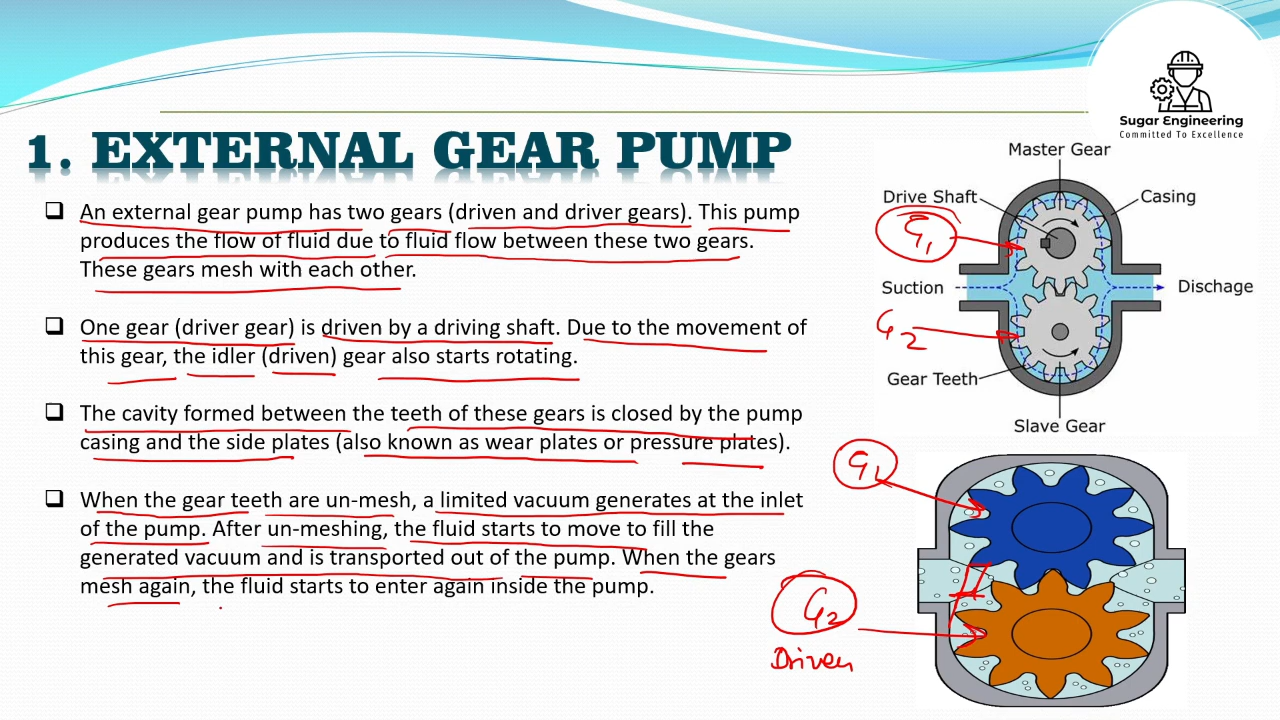 Sugar Engineering
Committed To Excellence
1. EXTERNAL GEAR PUMP
❑ An external gear pump has two gears (driven and driver gears). This pump
produces the flow of fluid due to fluid flow between these two gears.
These gears mesh with each other.
❑ One gear (driver gear) is driven by a driving shaft. Due to the movement of
this gear, the idler (driven) gear also starts rotating.
❑ The cavity formed between the teeth of these gears is closed by the pump
casing and the side plates (also known as wear plates or pressure plates).
❑ When the gear teeth are un-mesh, a limited vacuum generates at the inlet
of the pump. After un-meshing, the fluid starts to move to fill the
generated vacuum and is transported out of the pump. When the gears
mesh again, the fluid starts to enter again inside the pump.
Master Gear
Drive Shaft
Casing
G1
Suction
Dischage
G2
Gear Teeth
Slave Gear
G1
G2
Driven